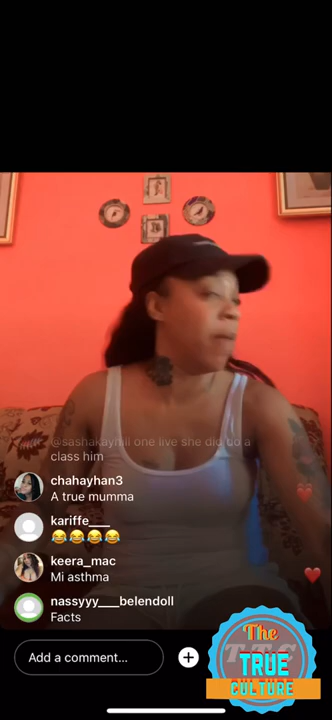 @sashakayhill one live she did do a
class him
chahayhan3
A true mumma
kariffe___
😂😂😂😂
keera_mac
Mi asthma
nassyyy___belendoll
Facts
Add a comment...
The
TRUE
CULTURE